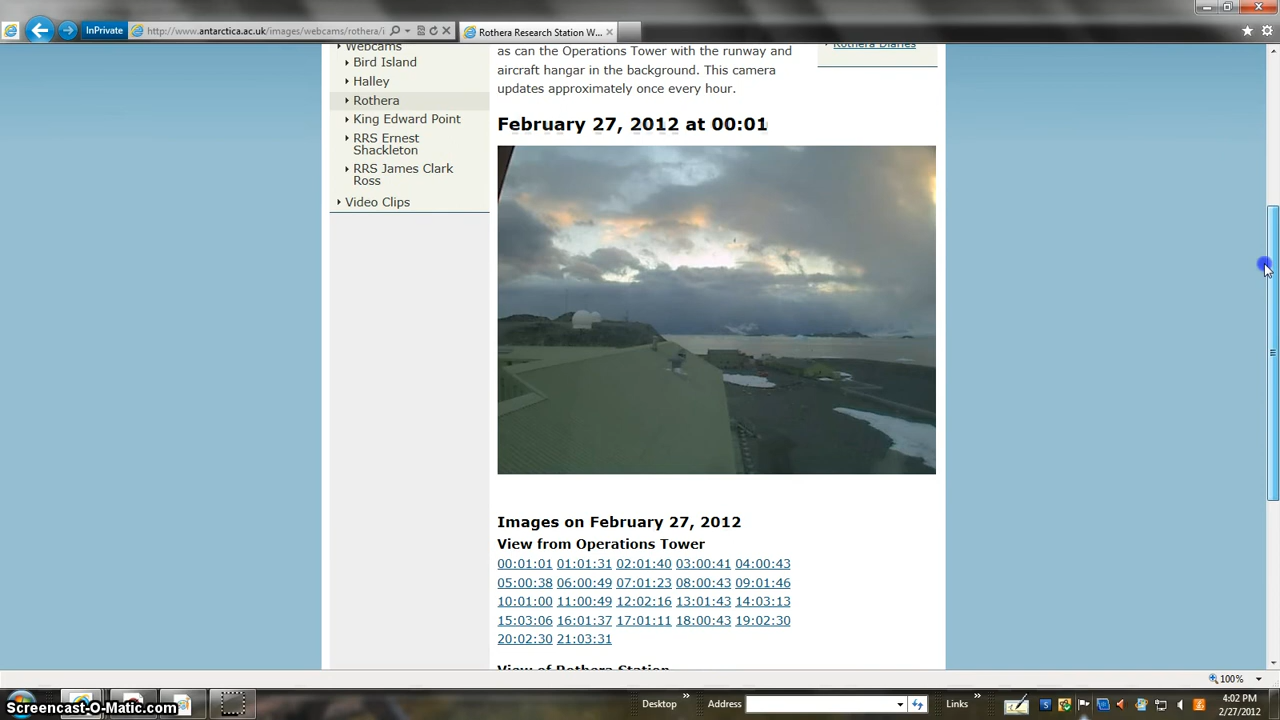 InPrivate
http://www.antarctica.ac.uk/images/webcams/rothera/i
Rothera Research Station W...
Webcams
Bird Island
Halley
Rothera
King Edward Point
RRS Ernest
Shackleton
RRS James Clark
Ross
Video Clips
as can the Operations Tower with the runway and
aircraft hangar in the background. This camera
updates approximately once every hour.
Rothera Diaries
February 27, 2012 at 00:01
Images on February 27, 2012
View from Operations Tower
00:01:01 01:01:31 02:01:40 03:00:41 04:00:43
05:00:38 06:00:49 07:01:23 08:00:43 09:01:46
10:01:00 11:00:49 12:02:16 13:01:43 14:03:13
15:03:06 16:01:37 17:01:11 18:00:43 19:02:30
20:02:30 21:03:31
View of Rothera Station
100%
Screencast-O-Matic.com
Desktop
Address
Links
4:02 PM
2/27/2012